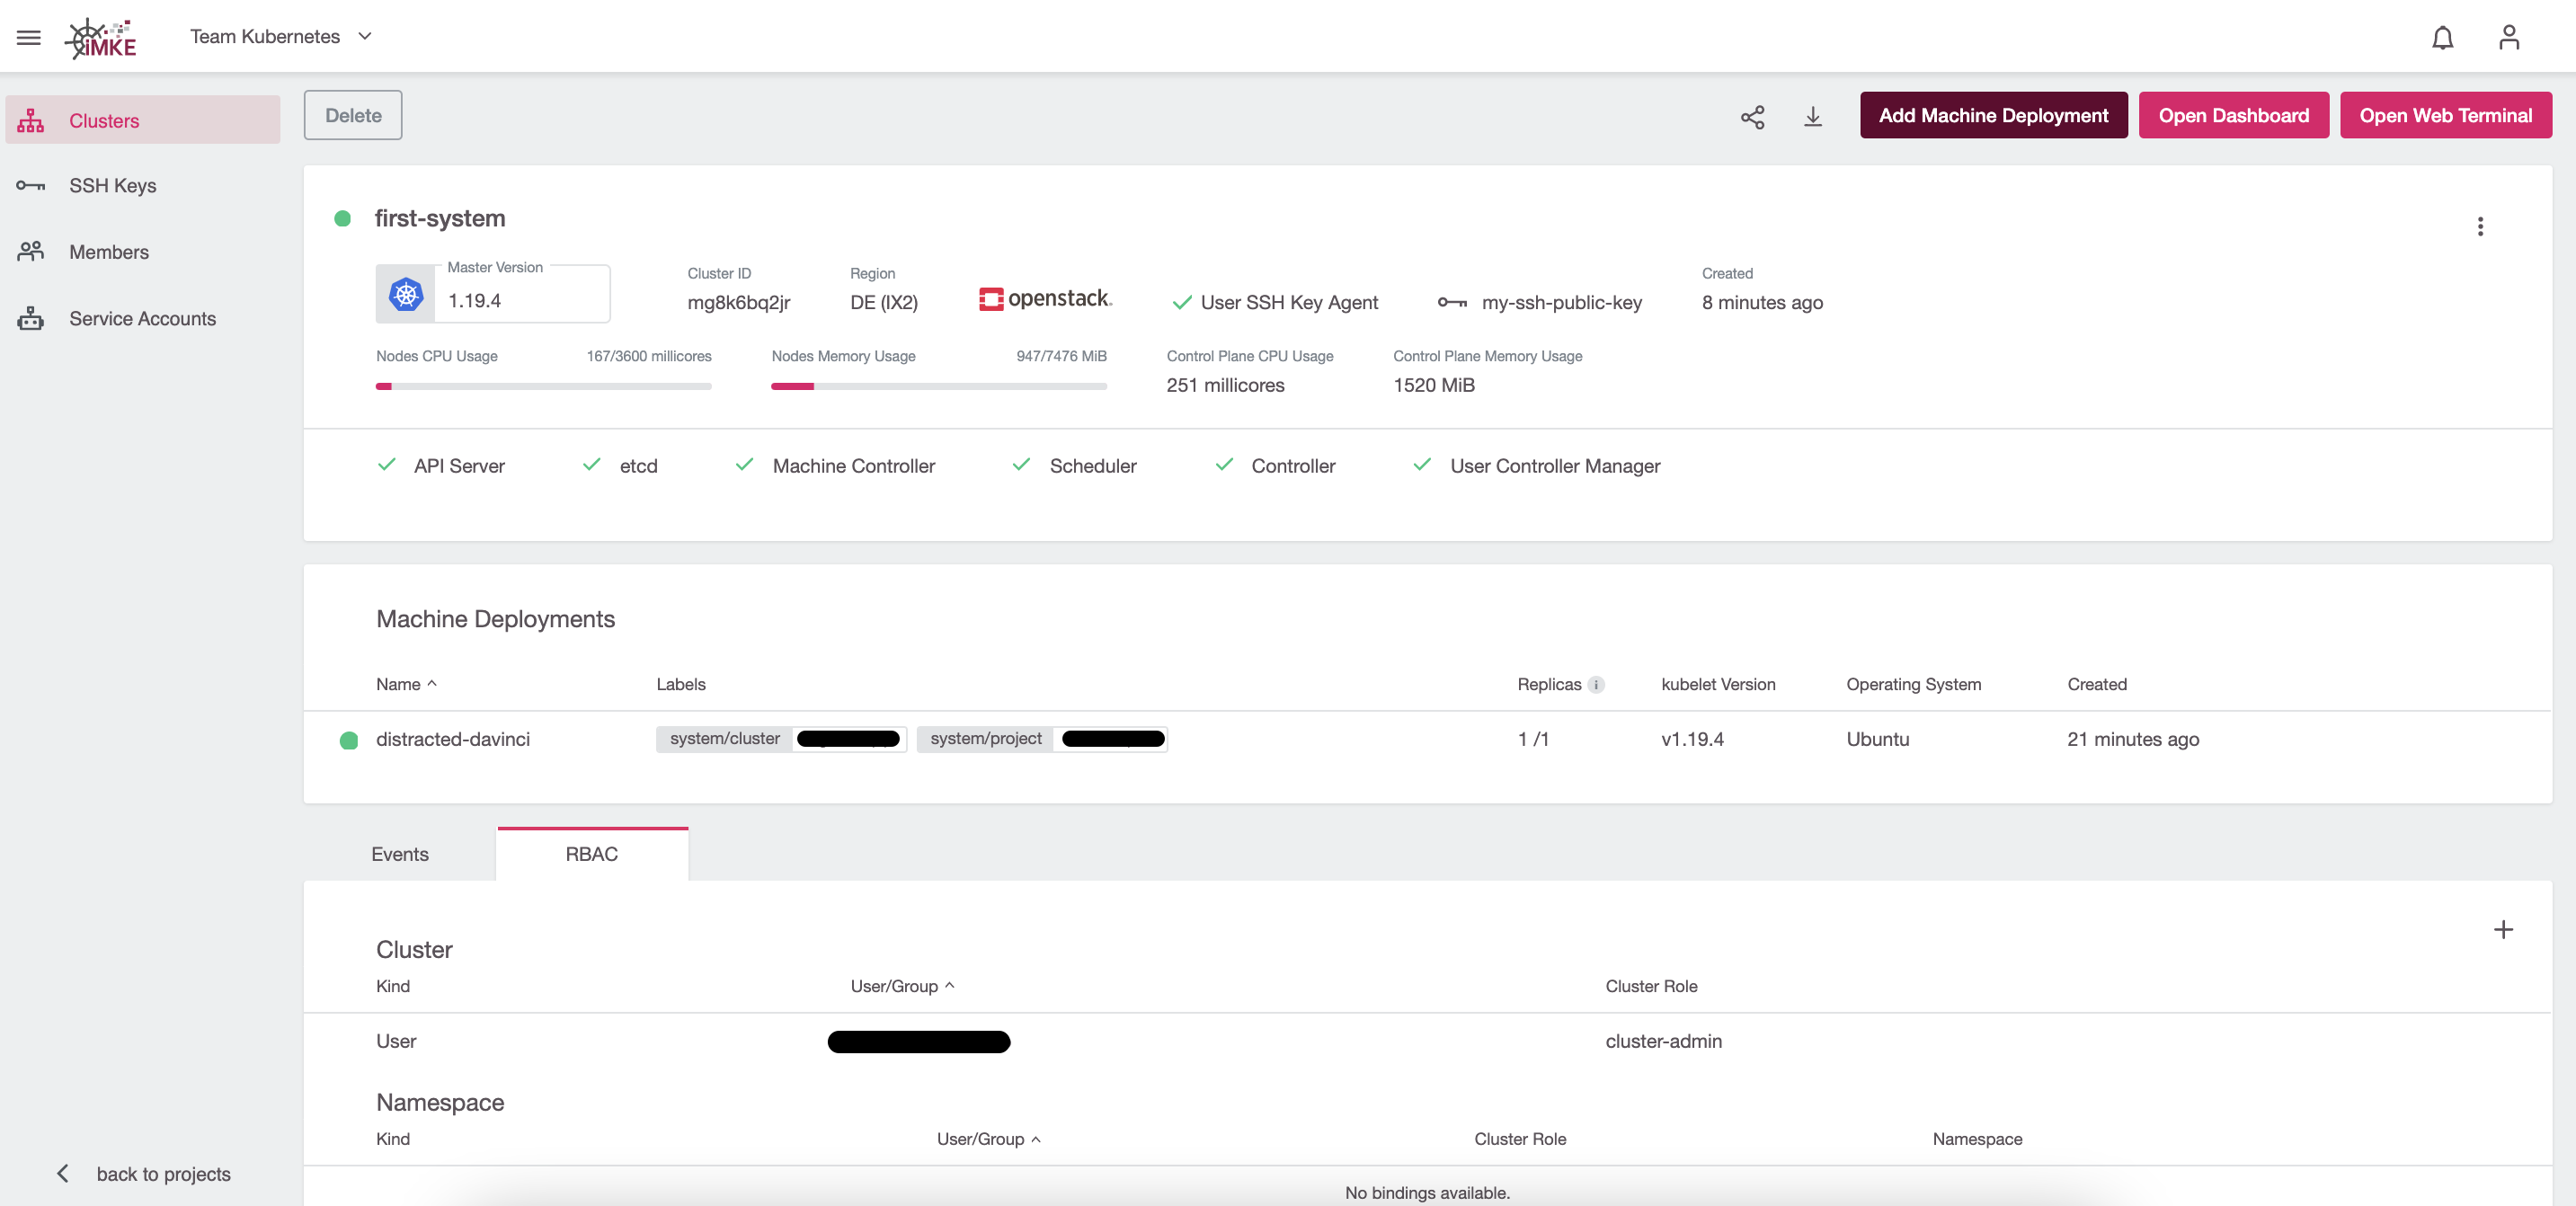 iMKE
Team Kubernetes
Clusters
SSH Keys
Members
Service Accounts
back to projects
Delete
Add Machine Deployment
Open Dashboard
Open Web Terminal
first-system
Master Version
1.19.4
Cluster ID
mg8k6bq2jr
Region
DE (IX2)
openstack.
User SSH Key Agent
my-ssh-public-key
Created
8 minutes ago
Nodes CPU Usage
167/3600 millicores
Nodes Memory Usage
947/7476 MiB
Control Plane CPU Usage
251 millicores
Control Plane Memory Usage
1520 MiB
API Server
etcd
Machine Controller
Scheduler
Controller
User Controller Manager
Machine Deployments
Name Labels Replicas i kubelet Version Operating System Created
distracted-davinci system/cluster system/project 1 /1 v1.19.4 Ubuntu 21 minutes ago
Events
RBAC
Cluster
Kind User/Group Cluster Role
User cluster-admin
Namespace
Kind User/Group Cluster Role Namespace
No bindings available.